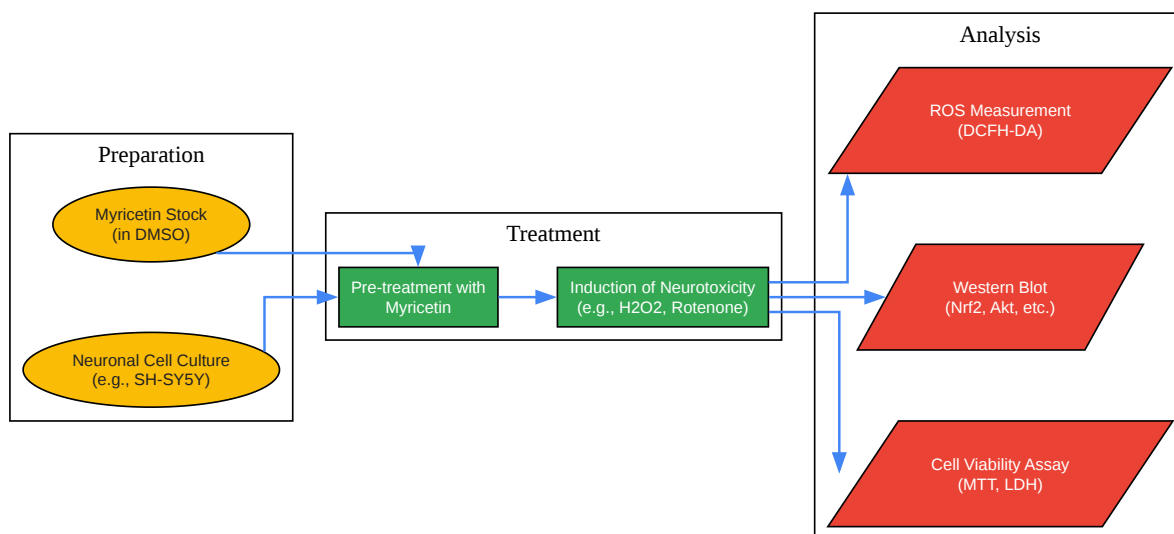 Preparation
Myricetin Stock
(in DMSO)
Neuronal Cell Culture
(e.g., SH-SY5Y)
Treatment
Pre-treatment with
Myricetin
Induction of Neurotoxicity
(e.g., H2O2, Rotenone)
Analysis
ROS Measurement
(DCFH-DA)
Western Blot
(Nrf2, Akt, etc.)
Cell Viability Assay
(MTT, LDH)